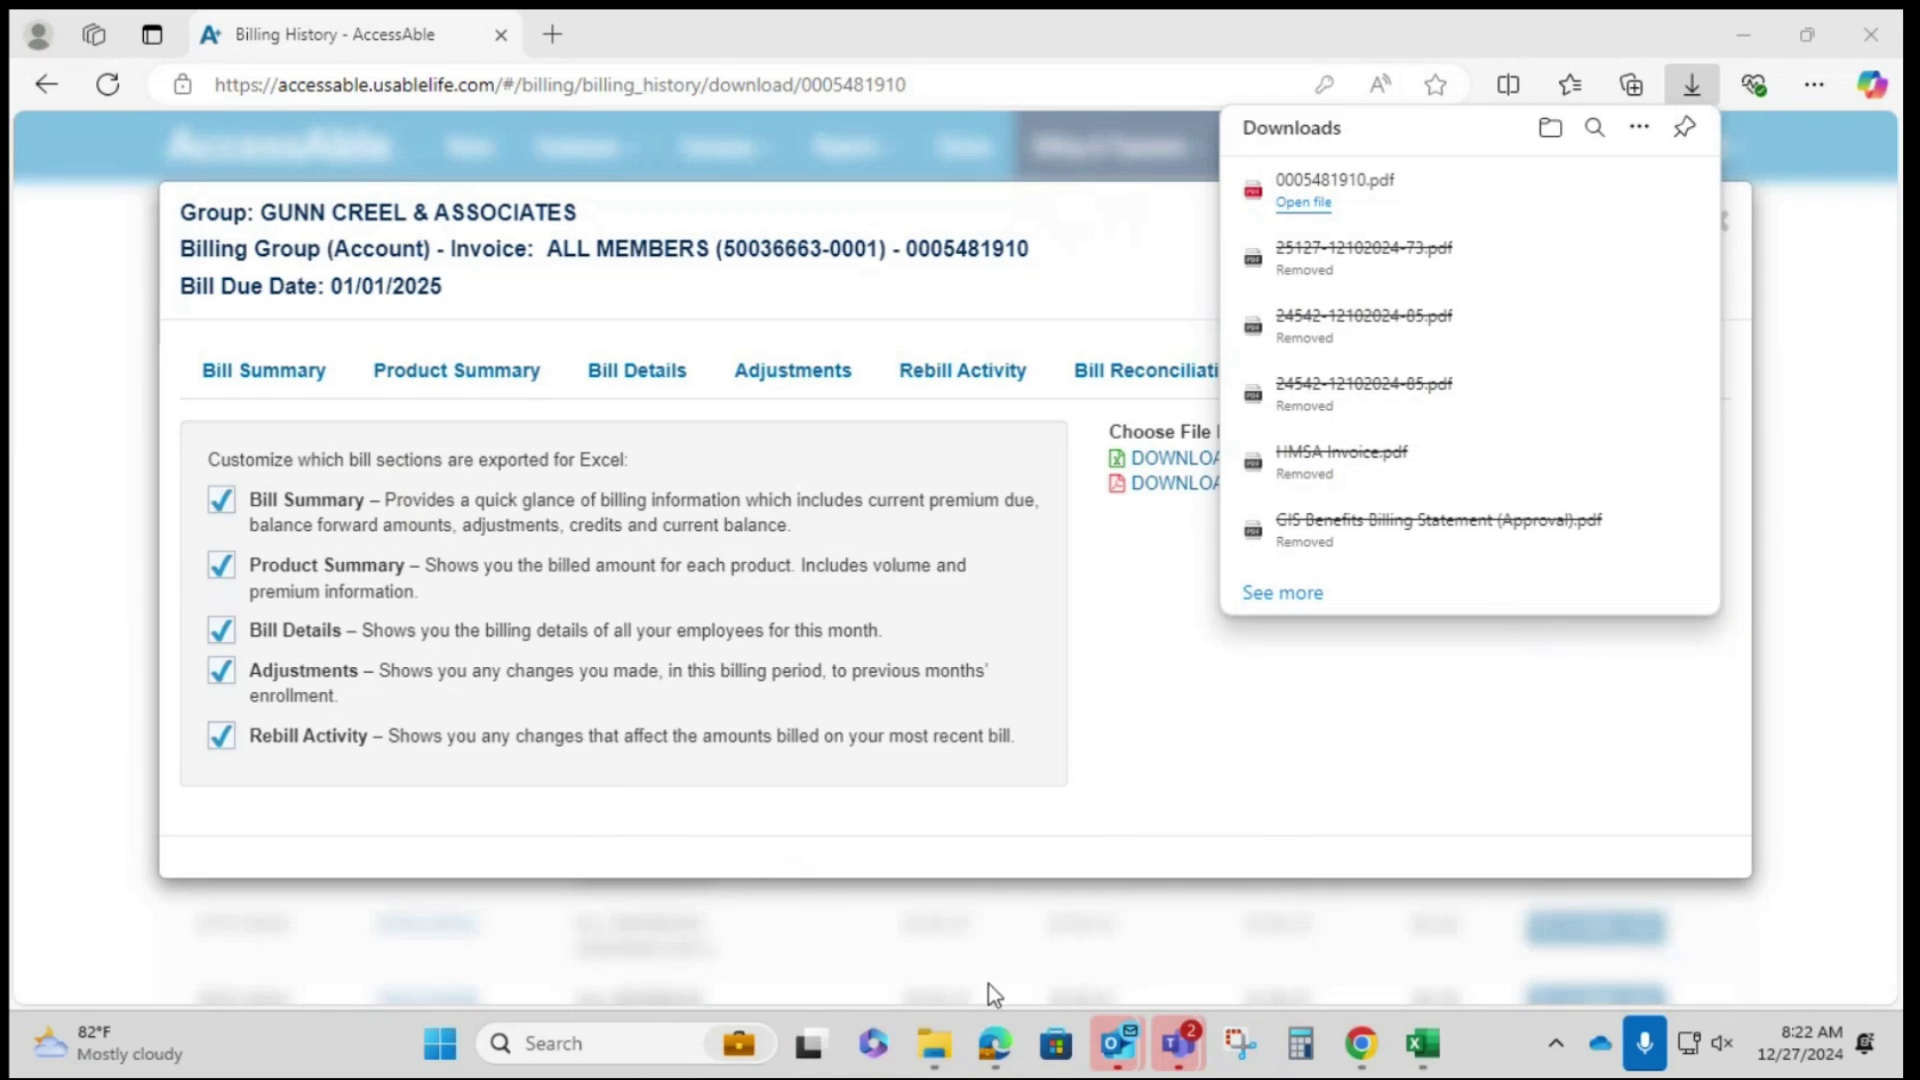 Billing History - AccessAble
https://accessable.usablelife.com/#/billing/billing_history/download/0005481910
AccessAble
Downloads
0005481910.pdf
Open file
25127-12102024-73.pdf
Removed
24542-12102024-85.pdf
Removed
24542-12102024-85.pdf
Removed
HMSA Invoice.pdf
Removed
GIS Benefits Billing Statement (Approval).pdf
Removed
See more
Group: GUNN CREEL & ASSOCIATES
Billing Group (Account) - Invoice: ALL MEMBERS (50036663-0001) - 0005481910
Bill Due Date: 01/01/2025
Bill Summary Product Summary Bill Details Adjustments Rebill Activity Bill Reconciliati
Choose File
DOWNLOA
DOWNLOA
Customize which bill sections are exported for Excel:
Bill Summary – Provides a quick glance of billing information which includes current premium due,
balance forward amounts, adjustments, credits and current balance.
Product Summary – Shows you the billed amount for each product. Includes volume and
premium information.
Bill Details – Shows you the billing details of all your employees for this month.
Adjustments – Shows you any changes you made, in this billing period, to previous months'
enrollment.
Rebill Activity – Shows you any changes that affect the amounts billed on your most recent bill.
82°F
Mostly cloudy
Search
2
8:22 AM
12/27/2024